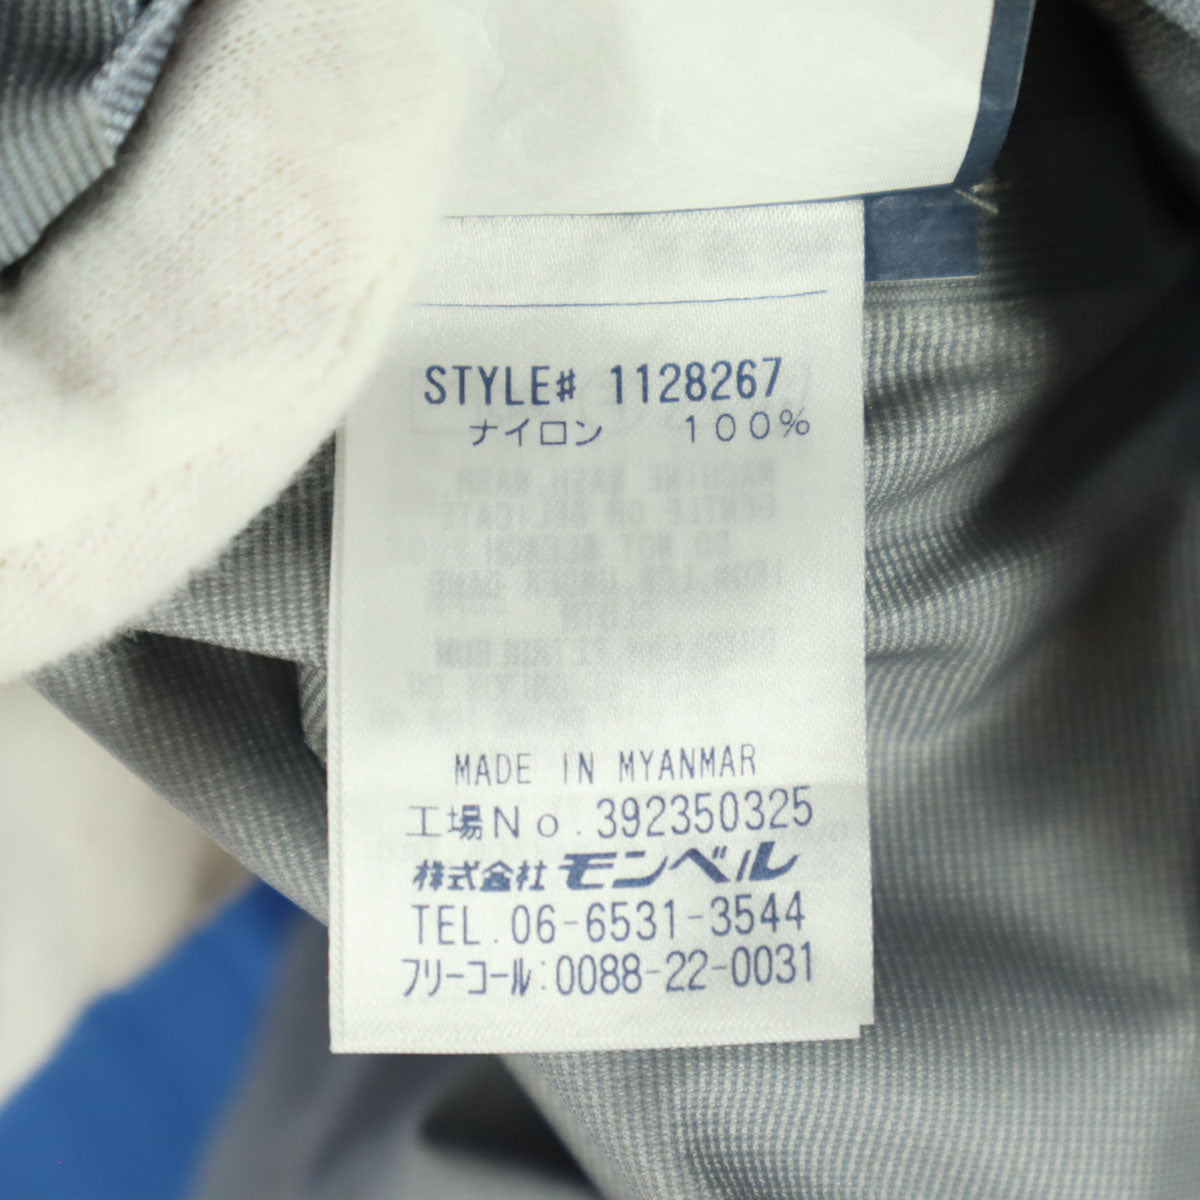 STYLE# 1128267
ナイロン 100%
MADE IN MYANMAR
工場No.392350325
株式会社 モンベル
TEL.06-6531-3544
フリーコール:0088-22-0031